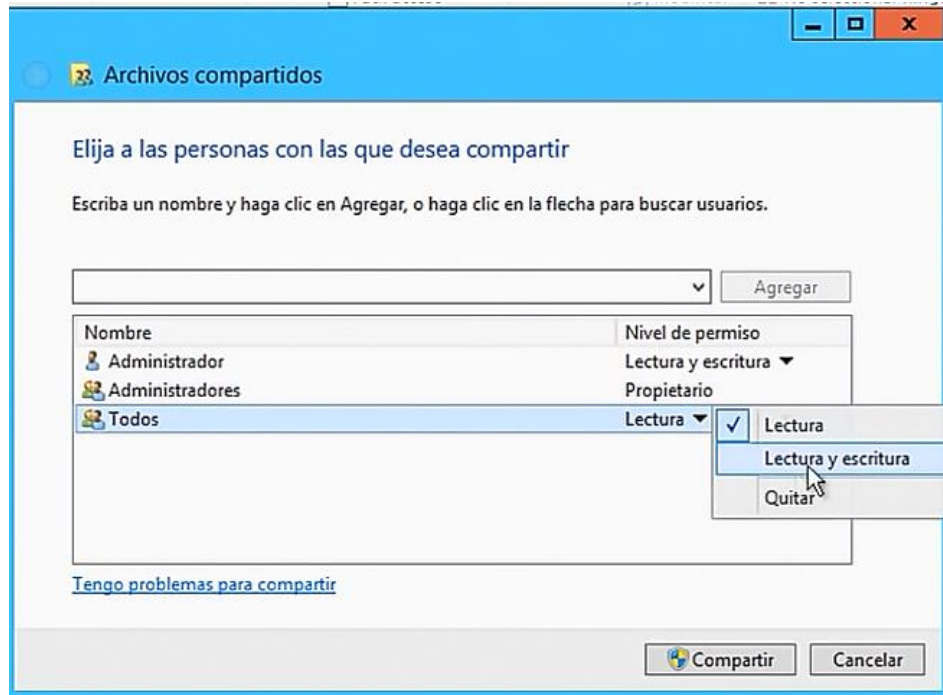 Archivos compartidos
Elija a las personas con las que desea compartir
Escriba un nombre y haga clic en Agregar, o haga clic en la flecha para buscar usuarios.
Agregar
Nombre Nivel de permiso
Administrador Lectura y escritura
Administradores Propietario
Todos Lectura
Lectura
Lectura y escritura
Quitar
Tengo problemas para compartir
Compartir Cancelar